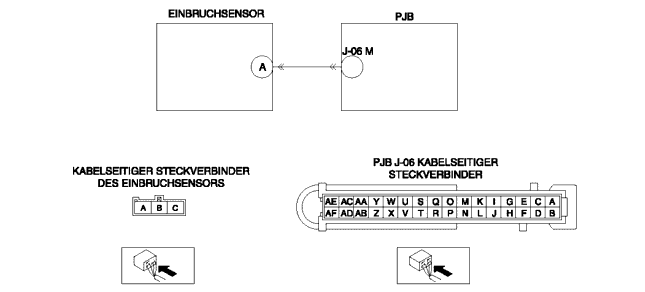 EINBRUCHSENSOR
PJB
J-06 M
A
KABELSEITIGER STECKVERBINDER
DES EINBRUCHSENSORS
A B C
PJB J-06 KABELSEITIGER
STECKVERBINDER
AE AC AA Y W U S Q O M K I G E C A
AF AD AB Z X V T R P N L J H F D B